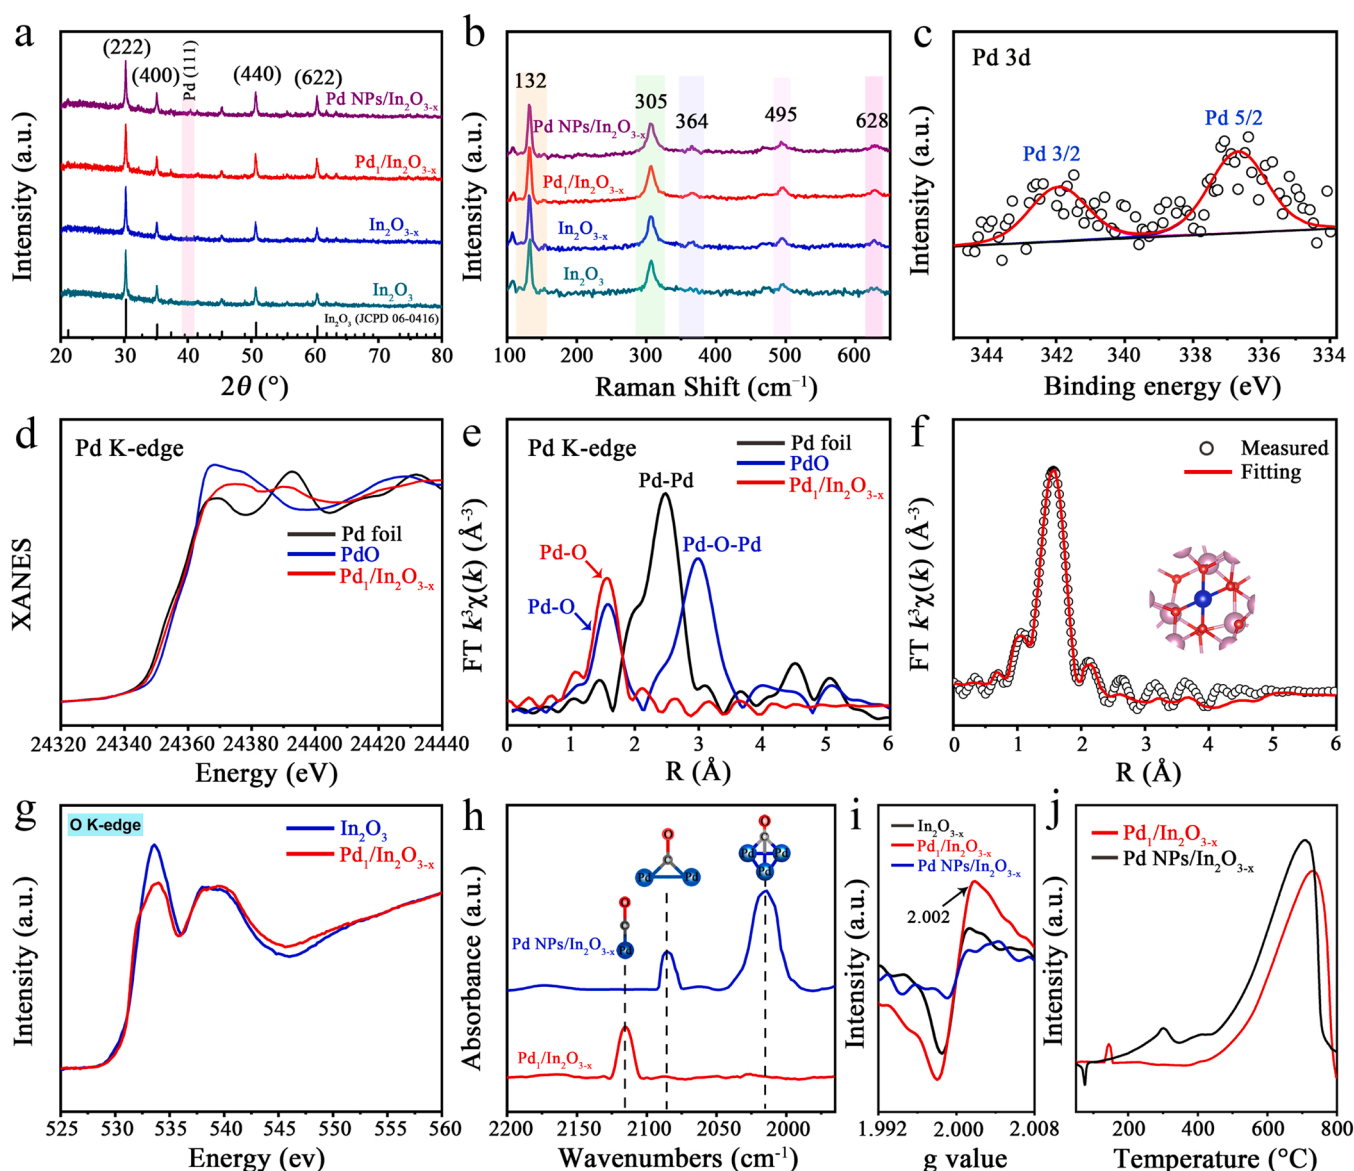 a
(222)
(400)
Pd (111)
(440)
(622)
Pd NPs/In₂O₃₋ₓ
Pd₁/In₂O₃₋ₓ
In₂O₃₋ₓ
In₂O₃
In₂O₃ (JCPD 06-0416)
Intensity (a.u.)
20 30 40 50 60 70 80
2θ (°)
b
132
305
364
495
628
Pd NPs/In₂O₃₋ₓ
Pd₁/In₂O₃₋ₓ
In₂O₃₋ₓ
In₂O₃
Intensity (a.u.)
100 200 300 400 500 600
Raman Shift (cm⁻¹)
c
Pd 3d
Pd 5/2
Pd 3/2
Intensity (a.u.)
344 342 340 338 336 334
Binding energy (eV)
d
Pd K-edge
Pd foil
PdO
Pd₁/In₂O₃₋ₓ
XANES
24320 24340 24360 24380 24400 24420 24440
Energy (eV)
e
Pd K-edge
Pd foil
PdO
Pd₁/In₂O₃₋ₓ
Pd-Pd
Pd-O-Pd
Pd-O
Pd-O
FT k³χ(k) (Å⁻³)
0 1 2 3 4 5 6
R (Å)
f
Measured
Fitting
FT k³χ(k) (Å⁻³)
0 1 2 3 4 5 6
R (Å)
g
O K-edge
In₂O₃
Pd₁/In₂O₃₋ₓ
Intensity (a.u.)
525 530 535 540 545 550 555 560
Energy (ev)
h
O
C
Pd
O
C
Pd Pd
O
C
Pd Pd
Pd
Pd NPs/In₂O₃₋ₓ
Pd₁/In₂O₃₋ₓ
Absorbance (a.u.)
2200 2150 2100 2050 2000
Wavenumbers (cm⁻¹)
i
In₂O₃₋ₓ
Pd₁/In₂O₃₋ₓ
Pd NPs/In₂O₃₋ₓ
2.002
Intensity (a.u.)
1.992 2.000 2.008
g value
j
Pd₁/In₂O₃₋ₓ
Pd NPs/In₂O₃₋ₓ
Intensity (a.u.)
200 400 600 800
Temperature (°C)